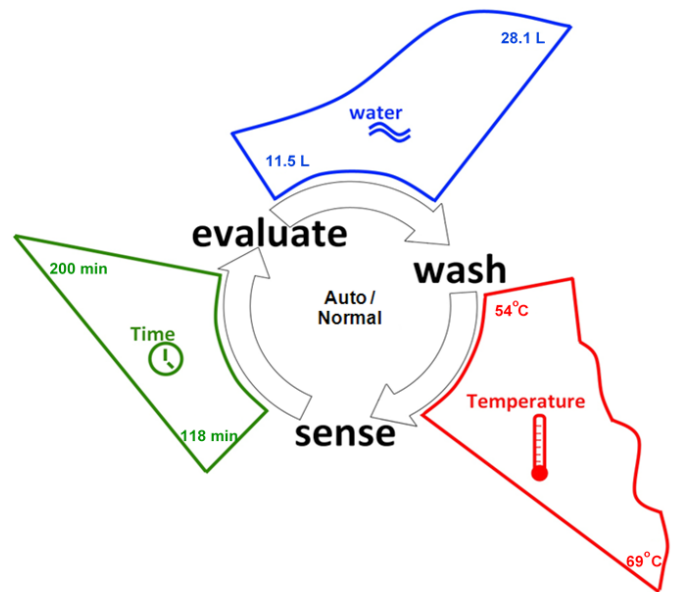 28.1 L
water
11.5 L
evaluate
wash
200 min
Time
118 min
Auto /
Normal
54°C
Temperature
sense
69°C